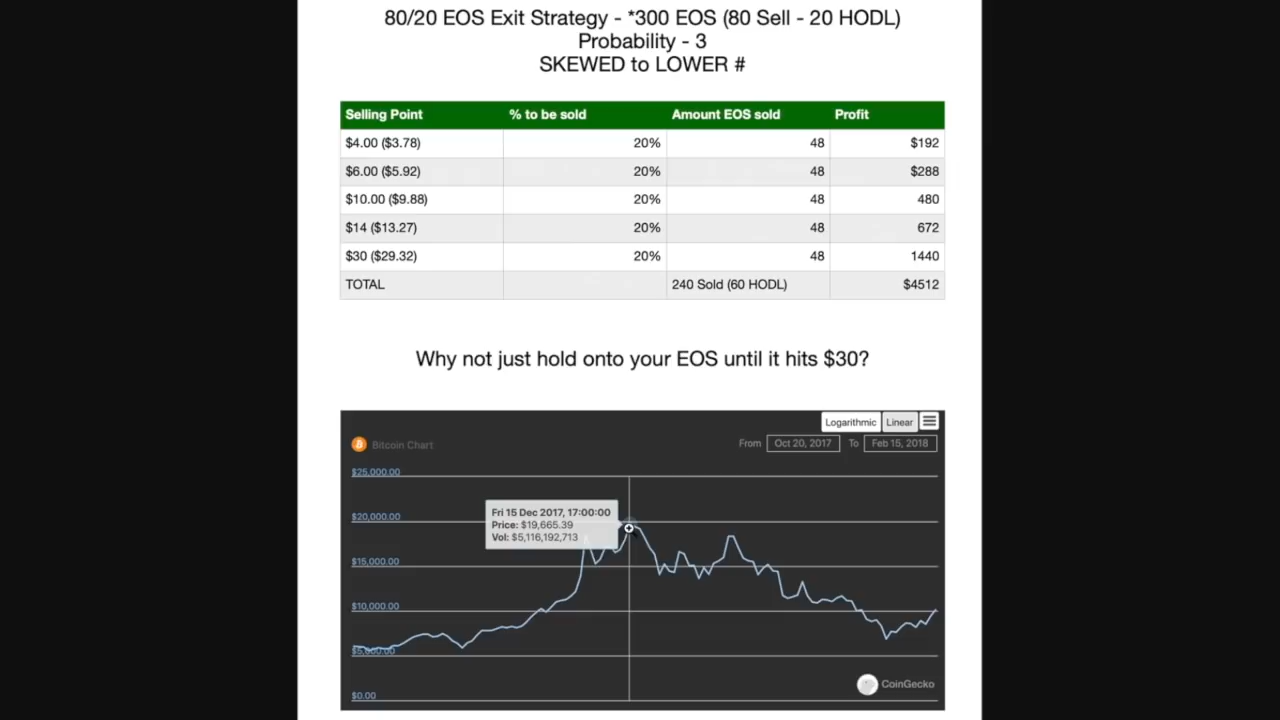 80/20 EOS Exit Strategy - *300 EOS (80 Sell - 20 HODL)
Probability - 3
SKEWED to LOWER #
Selling Point % to be sold Amount EOS sold Profit
$4.00 ($3.78) 20% 48 $192
$6.00 ($5.92) 20% 48 $288
$10.00 ($9.88) 20% 48 480
$14 ($13.27) 20% 48 672
$30 ($29.32) 20% 48 1440
TOTAL 240 Sold (60 HODL) $4512
Why not just hold onto your EOS until it hits $30?
Logarithmic Linear
Bitcoin Chart From Oct 20, 2017 To Feb 15, 2018
$25,000.00
Fri 15 Dec 2017, 17:00:00
$20,000.00
Price: $19,665.39
Vol: $5,116,192,713
$15,000.00
$10,000.00
$5,000.00
CoinGecko
$0.00